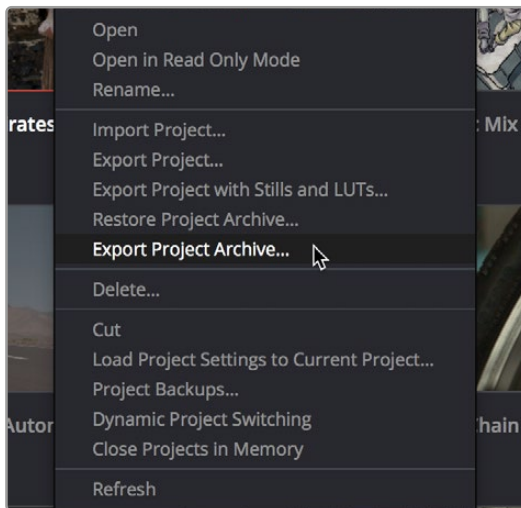 Open
Open in Read Only Mode
Rename...
rates
Import Project...
: Mix
Export Project...
Export Project with Stills and LUTs...
Restore Project Archive...
Export Project Archive...
Delete...
Cut
Load Project Settings to Current Project...
Project Backups...
Dynamic Project Switching
Autor
hain
Close Projects in Memory
Refresh